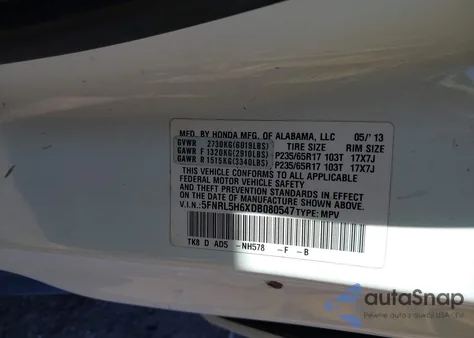 MFD. BY HONDA MFG. OF ALABAMA, LLC 05/'13
GVWR 2730KG(6019LBS) TIRE SIZE RIM SIZE
GAWR F 1320KG(2910LBS) P235/65R17 103T 17X7J
GAWR R 1515KG(3340LBS) P235/65R17 103T 17X7J
THIS VEHICLE CONFORMS TO ALL APPLICABLE
FEDERAL MOTOR VEHICLE SAFETY
AND THEFT PREVENTION STANDARDS IN EFFECT
ON THE DATE OF MANUFACTURE SHOWN ABOVE.
V.I.N.: 5FNRL5H6XDB080547 TYPE: MPV
TK8 D AD5 -NH578 -F -B
autoSnap
Pewne auto z USA